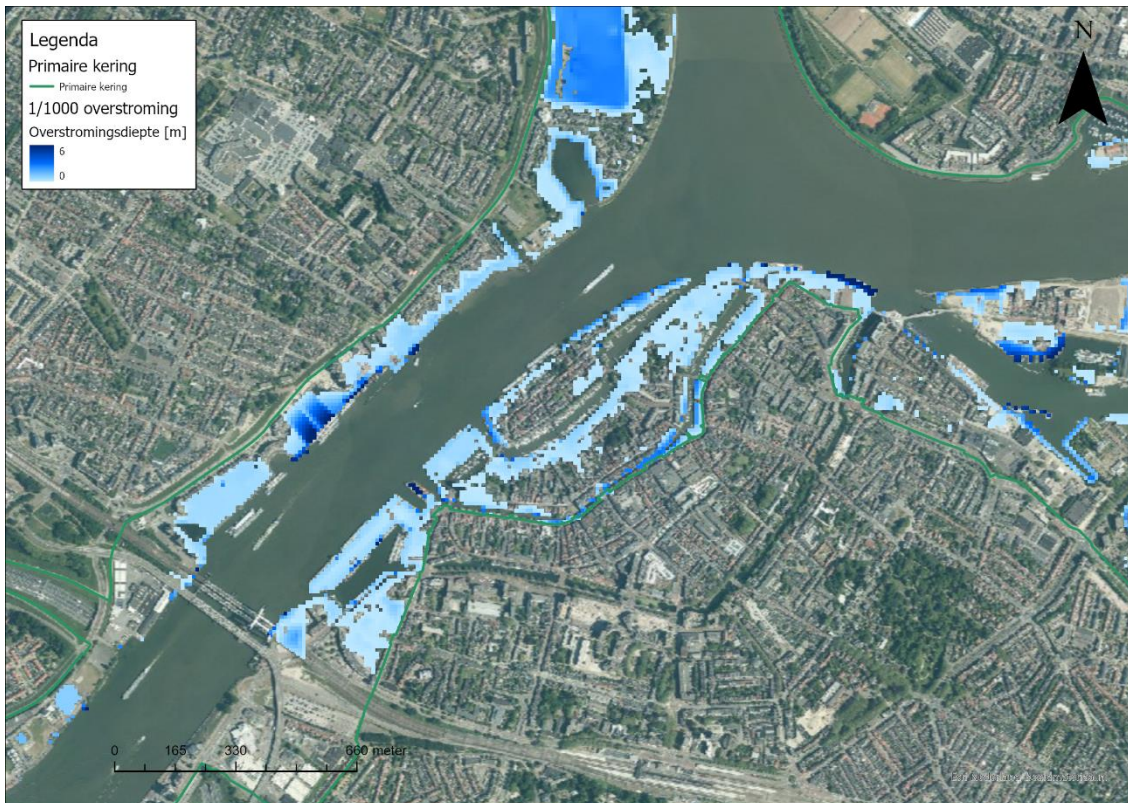 Legenda
Primaire kering
Primaire kering
1/1000 overstroming
Overstromingsdiepte [m]
6
0
N
0 165 330 660 meter